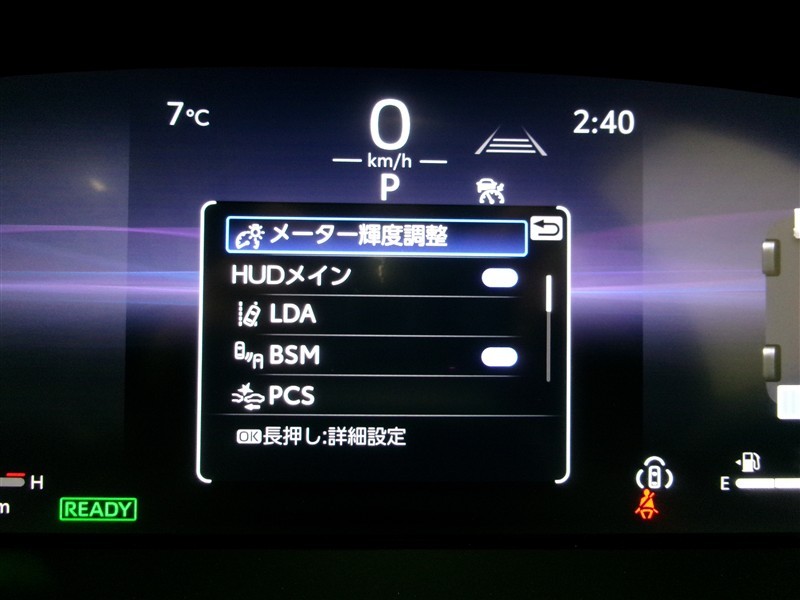 7℃
0
2:40
km/h
P
メーター輝度調整
HUDメイン
LDA
BSM
PCS
OK長押し:詳細設定
H
E
m
READY